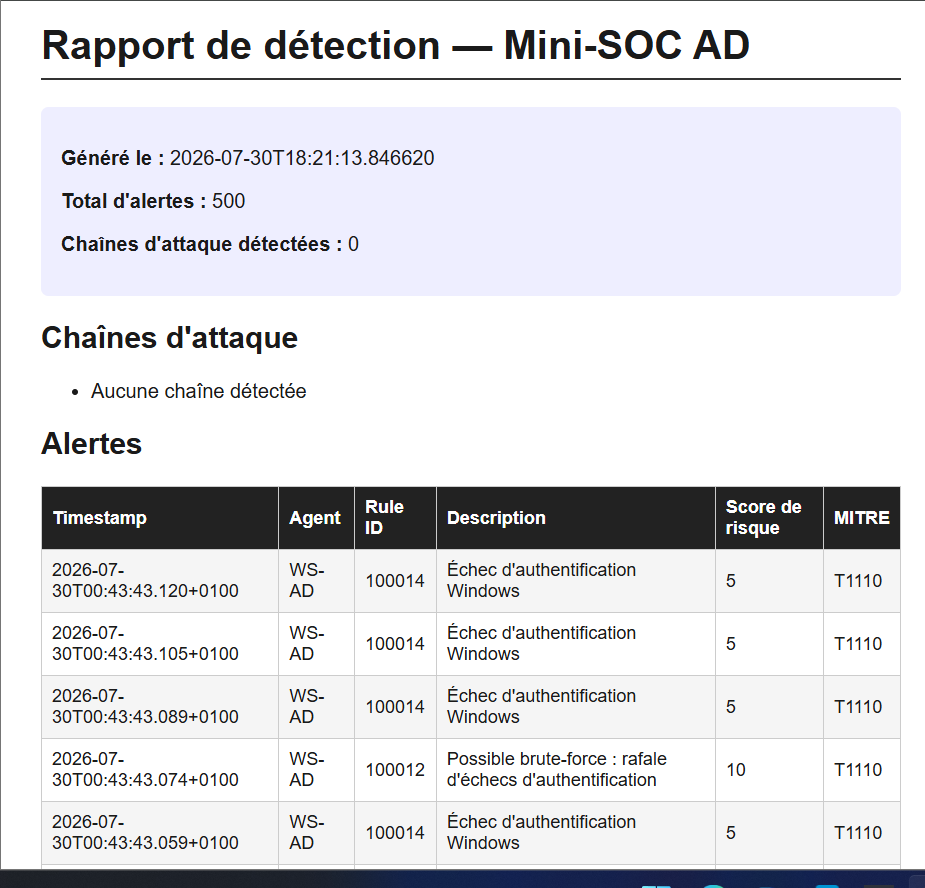 Rapport de détection — Mini-SOC AD
Généré le : 2026-07-30T18:21:13.846620
Total d'alertes : 500
Chaînes d'attaque détectées : 0
Chaînes d'attaque
• Aucune chaîne détectée
Alertes
Timestamp Agent Rule ID Description Score de risque MITRE
2026-07-30T00:43:43.120+0100 WS-AD 100014 Échec d'authentification Windows 5 T1110
2026-07-30T00:43:43.105+0100 WS-AD 100014 Échec d'authentification Windows 5 T1110
2026-07-30T00:43:43.089+0100 WS-AD 100014 Échec d'authentification Windows 5 T1110
2026-07-30T00:43:43.074+0100 WS-AD 100012 Possible brute-force : rafale d'échecs d'authentification 10 T1110
2026-07-30T00:43:43.059+0100 WS-AD 100014 Échec d'authentification Windows 5 T1110